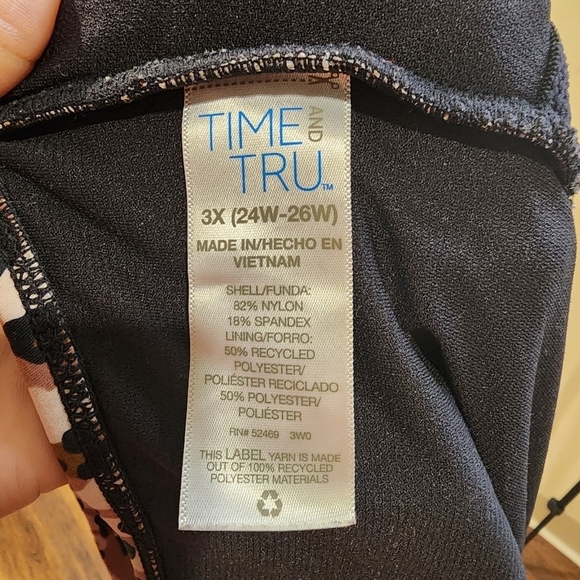 TIME AND
TRU™
3X (24W-26W)
MADE IN/HECHO EN
VIETNAM
SHELL/FUNDA:
82% NYLON
18% SPANDEX
LINING/FORRO:
50% RECYCLED
POLYESTER/
POLIÉSTER RECICLADO
50% POLYESTER/
POLIÉSTER
RN# 52469 3W0
THIS LABEL YARN IS MADE
OUT OF 100% RECYCLED
POLYESTER MATERIALS